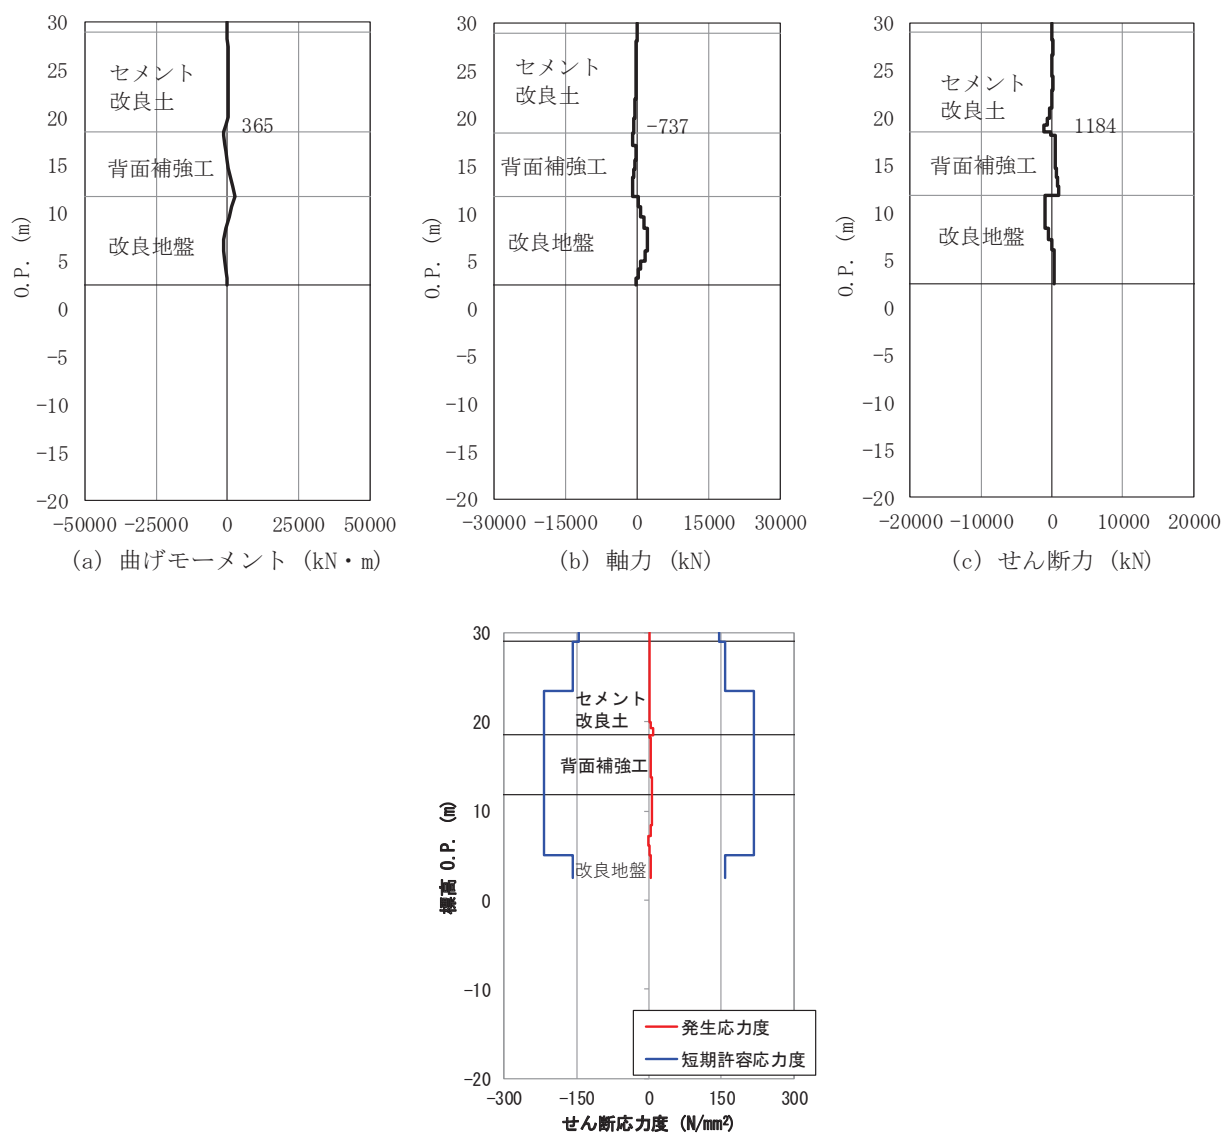 30
25
20
15
10
5
0
-5
-10
-15
-20
O.P. (m)
セメント
改良土
365
背面補強工
改良地盤
-50000 -25000 0 25000 50000
(a) 曲げモーメント (kN・m)
30
25
20
15
10
5
0
-5
-10
-15
-20
O.P. (m)
セメント
改良土
-737
背面補強工
改良地盤
-30000 -15000 0 15000 30000
(b) 軸力 (kN)
30
25
20
15
10
5
0
-5
-10
-15
-20
O.P. (m)
セメント
改良土
1184
背面補強工
改良地盤
-20000 -10000 0 10000 20000
(c) せん断力 (kN)
30
20
10
0
-10
-20
標高 O.P. (m)
セメント
改良土
背面補強工
改良地盤
発生応力度
短期許容応力度
-300 -150 0 150 300
せん断応力度 (N/mm²)